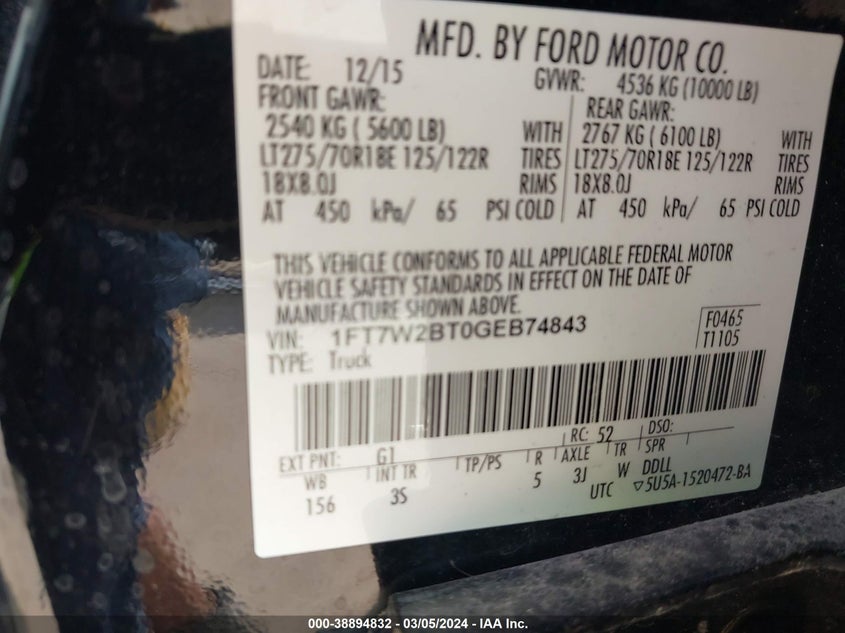 MFD. BY FORD MOTOR CO.
DATE: 12/15 GVWR: 4536 KG (10000 LB)
FRONT GAWR: REAR GAWR:
2540 KG ( 5600 LB) WITH 2767 KG ( 6100 LB) WITH
LT275/70R18E 125/122R TIRES LT275/70R18E 125/122R TIRES
18X8.0J RIMS 18X8.0J RIMS
AT 450 kPa/ 65 PSI COLD AT 450 kPa/ 65 PSI COLD
THIS VEHICLE CONFORMS TO ALL APPLICABLE FEDERAL MOTOR
VEHICLE SAFETY STANDARDS IN EFFECT ON THE DATE OF
MANUFACTURE SHOWN ABOVE.
VIN: 1FT7W2BT0GEB74843 F0465
TYPE: Truck T1105
EXT PNT: G1 RC: 52 DSO:
WB INT TR TP/PS R AXLE TR SPR
156 3S 5 3J W DDLL
UTC ▽5U5A-1520472-BA
000-38894832 - 03/05/2024 - IAA Inc.